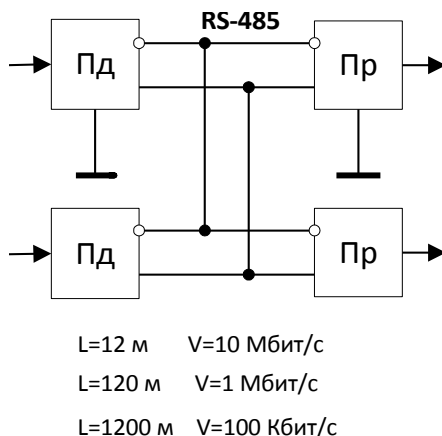 RS-485
Пд
Пр
Пд
Пр
L=12 м V=10 Мбит/с
L=120 м V=1 Мбит/с
L=1200 м V=100 Кбит/с